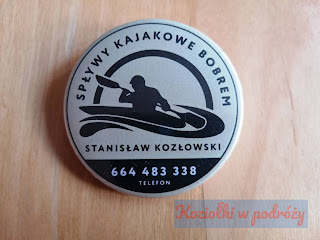 SPŁYWY KAJAKOWE BOBREM
STANISŁAW KOZŁOWSKI
664 483 338
TELEFON
Koziołki w podróży